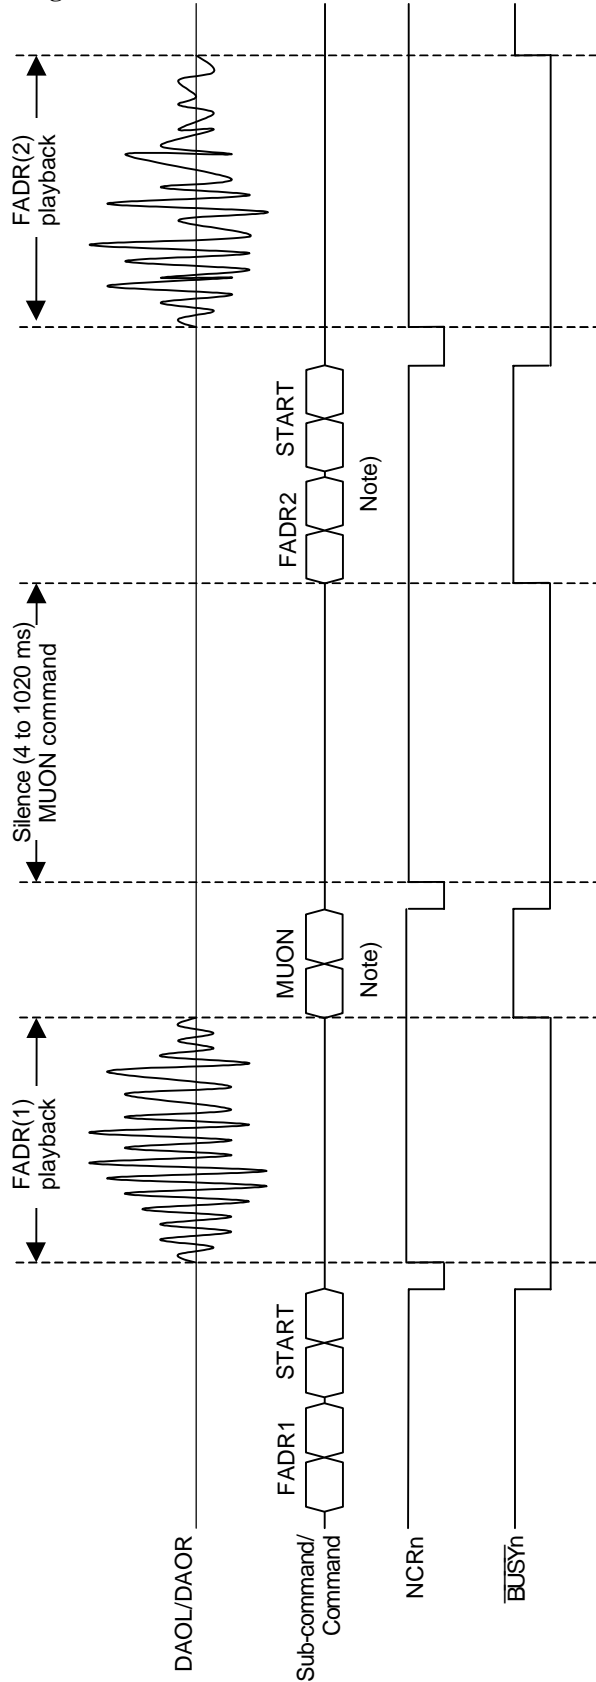 FADR(1)
playback
Silence (4 to 1020 ms)
MUON command
FADR(2)
playback
DAOL/DAOR
Sub-command/
Command
FADR1
START
MUON
Note)
FADR2
START
Note)
NCRn
BUSYn